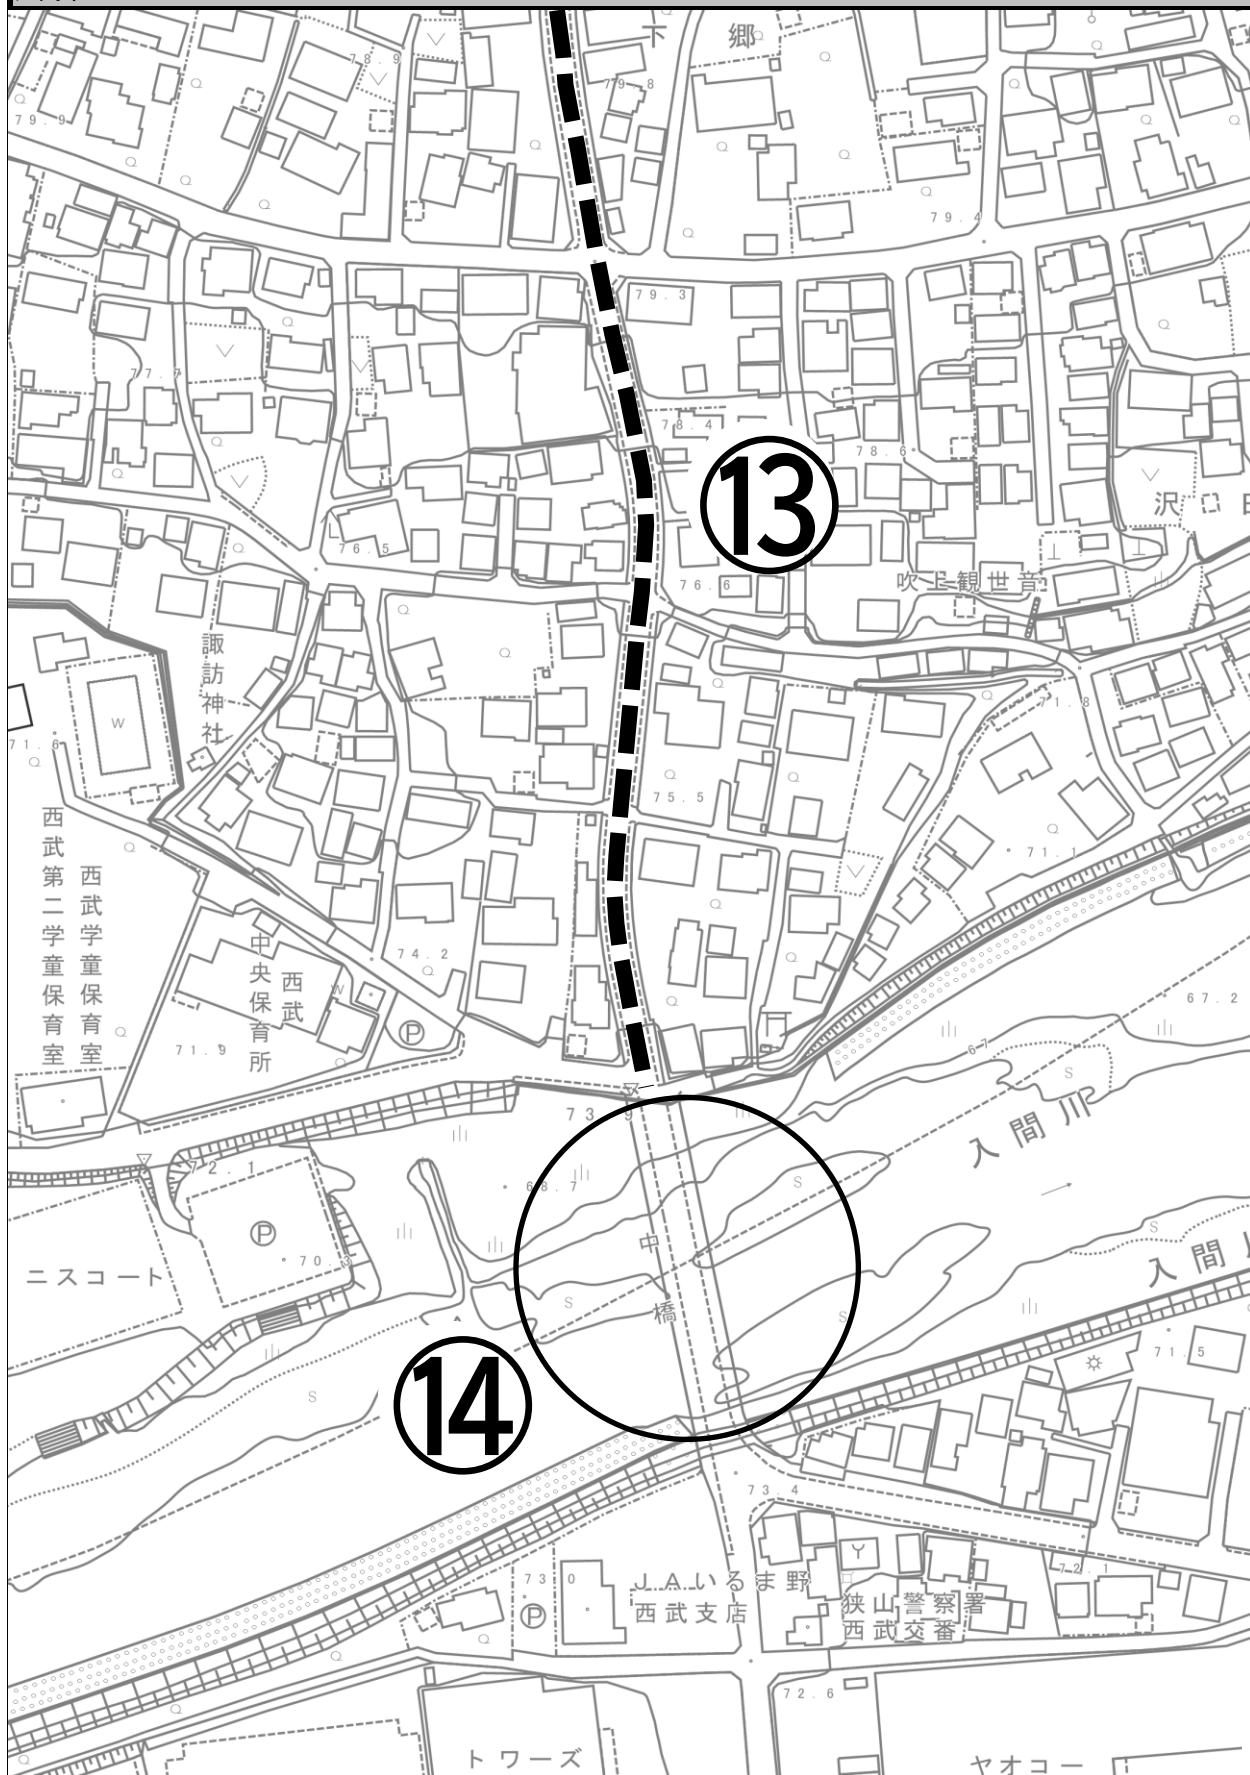 下郷
78.9
79.8
79.9
79.4
79.3
77.7
78.4
78.6
⑬
沢
76.5
76.6
吹上観世音
諏訪神社
W
71.6
71.8
75.5
71.1
西武第二学童保育室
西武学童保育室
中央保育所
西武
W
74.2
P
71.9
67.2
67
S
入間川
73.9
72.1
68.7
S
P
70.3
中橋
S
S
S
入間
ニスコート
S
⑭
71.5
73.4
72.1
73.0
P
JAいるま野
西武支店
狭山警察署
西武交番
72.6
トワーズ
ヤオコー